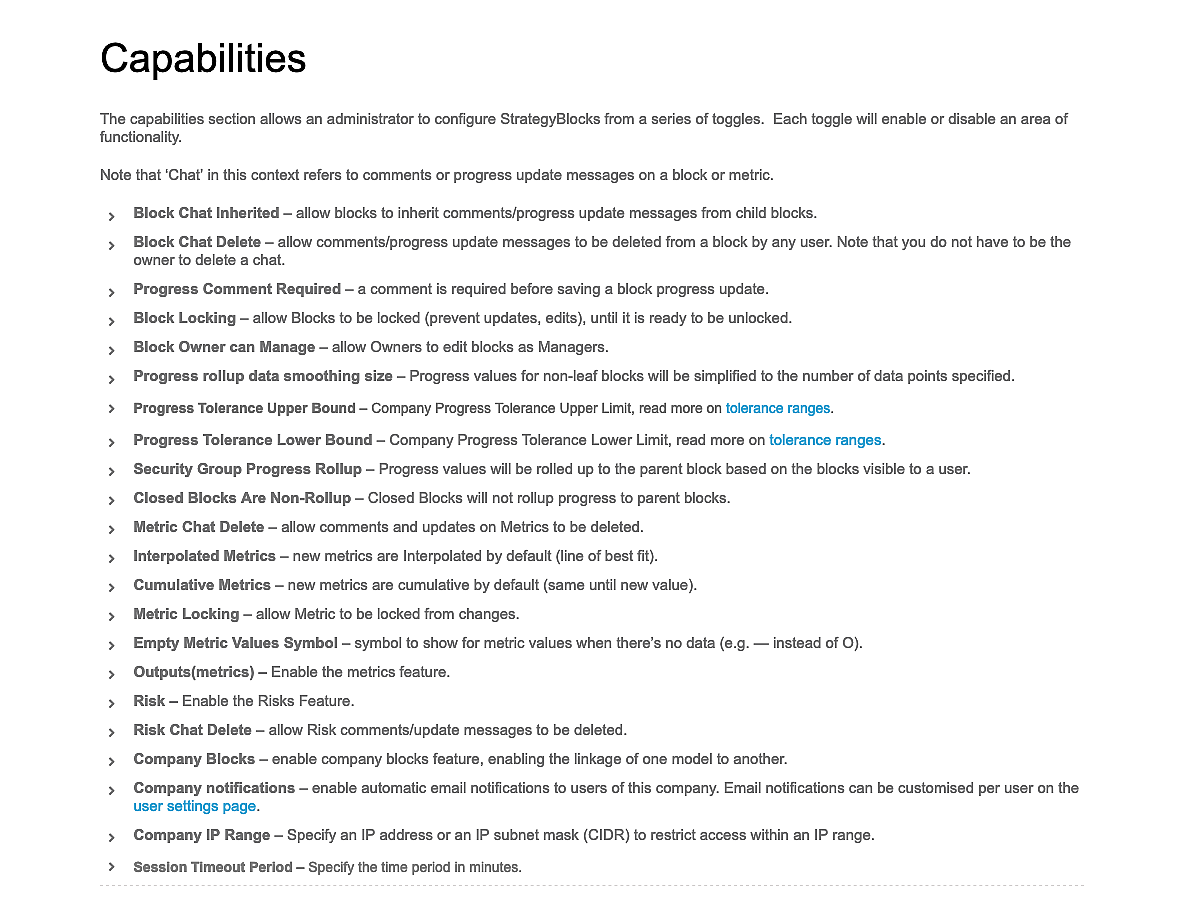 Capabilities
The capabilities section allows an administrator to configure StrategyBlocks from a series of toggles.  Each toggle will enable or disable an area of
functionality.
Note that ‘Chat’ in this context refers to comments or progress update messages on a block or metric.
Block Chat Inherited – allow blocks to inherit comments/progress update messages from child blocks.
Block Chat Delete – allow comments/progress update messages to be deleted from a block by any user. Note that you do not have to be the
owner to delete a chat.
Progress Comment Required – a comment is required before saving a block progress update.
Block Locking – allow Blocks to be locked (prevent updates, edits), until it is ready to be unlocked.
Block Owner can Manage – allow Owners to edit blocks as Managers.
Progress rollup data smoothing size – Progress values for non-leaf blocks will be simplified to the number of data points specified.
Progress Tolerance Upper Bound – Company Progress Tolerance Upper Limit, read more on tolerance ranges.
Progress Tolerance Lower Bound – Company Progress Tolerance Lower Limit, read more on tolerance ranges.
Security Group Progress Rollup – Progress values will be rolled up to the parent block based on the blocks visible to a user.
Closed Blocks Are Non-Rollup – Closed Blocks will not rollup progress to parent blocks.
Metric Chat Delete – allow comments and updates on Metrics to be deleted.
Interpolated Metrics – new metrics are Interpolated by default (line of best fit).
Cumulative Metrics – new metrics are cumulative by default (same until new value).
Metric Locking – allow Metric to be locked from changes.
Empty Metric Values Symbol – symbol to show for metric values when there’s no data (e.g. — instead of O).
Outputs(metrics) – Enable the metrics feature.
Risk – Enable the Risks Feature.
Risk Chat Delete – allow Risk comments/update messages to be deleted.
Company Blocks – enable company blocks feature, enabling the linkage of one model to another.
Company notifications – enable automatic email notifications to users of this company. Email notifications can be customised per user on the
user settings page.
Company IP Range – Specify an IP address or an IP subnet mask (CIDR) to restrict access within an IP range.
Session Timeout Period – Specify the time period in minutes.